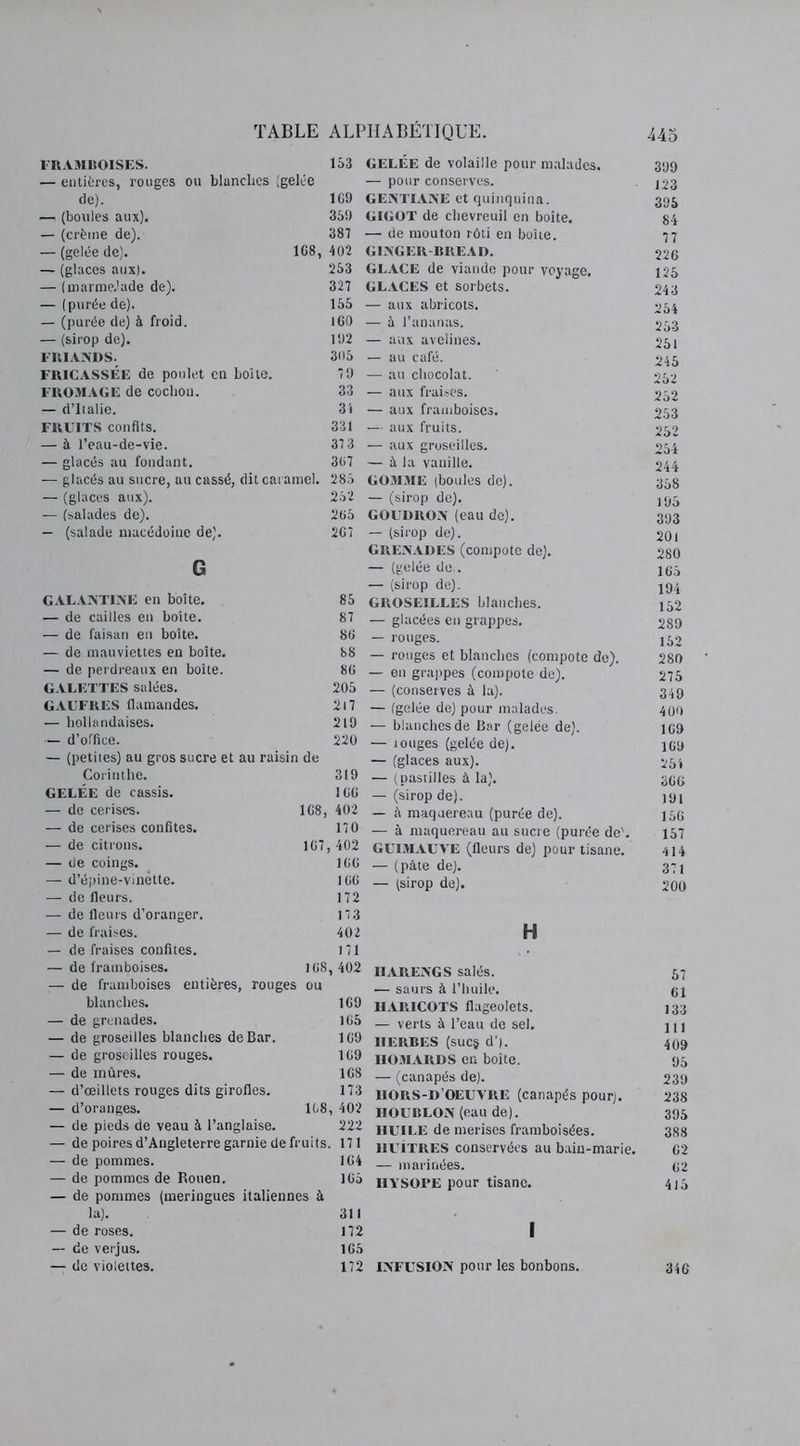 TABLE ALPHABÉTIQUE. 445
FRAMBOISES. 153
— entières, rouges ou blanches (gelée
de). 169
— (boules aux). 359
— (crème de). 387
— (gelée de). 168, 402
— (glaces aux). 253
— (marmelade de). 327
— (purée de). 155
— (purée de) à froid. 160
— (sirop de). 192
FRIANDS. 305
FRICASSÉE de poulet en boîte. 79
FROMAGE de cochon. 33
— d'Italie. 34
FRUITS confits. 331
— à l'eau-de-vie. 373
— glacés au fondant. 367
— glacés au sucre, au cassé, dit caramel. 285
— (glaces aux). 252
— (salades de). 265
— (salade macédoine de). 267
G
GALANTINE en boîte. 85
— de cailles en boîte. 87
— de faisan en boîte. 86
— de mauviettes en boîte. 88
— de perdreaux en boîte. 86
GALETTES salées. 205
GAUFRES flamandes. 217
— hollandaises. 219
— d'office. 220
— (petites) au gros sucre et au raisin de
Corinthe. 319
GELÉE de cassis. 166
— de cerises. 168, 402
— de cerises confites. 170
— de citrons. 167, 402
— de coings. 166
— d'épine-vinette. 166
— de fleurs. 172
— de fleurs d'oranger. 173
— de fraises. 402
— de fraises confites. 171
— de framboises. 168, 402
— de framboises entières, rouges ou
blanches. 169
— de grenades. 165
— de groseilles blanches de Bar. 169
— de groseilles rouges. 169
— de mûres. 168
— d'œillets rouges dits girofles. 173
— d'oranges. 168, 402
— de pieds de veau à l'anglaise. 222
— de poires d'Angleterre garnie de fruits. 171
— de pommes. 164
— de pommes de Rouen. 165
— de pommes (meringues italiennes à
la). 311
— de roses. 172
— de verjus. 165
— de violettes. 172
GELÉE de volaille pour malades. 399
— pour conserves. 123
GENTIANE et quinquina. 395
GIGOT de chevreuil en boîte. 84
— de mouton rôti en boîte. 77
GINGER-BREAD. 226
GLACE de viande pour voyage. 125
GLACES et sorbets. 243
— aux abricots. 254
— à l'ananas. 253
— aux avelines. 251
— au café. 245
— au chocolat. 252
— aux fraises. 252
— aux framboises. 253
— aux fruits. 252
— aux groseilles. 254
— à la vanille. 244
GOMME (boules de). 358
— (sirop de). 195
GOUDRON (eau de). 393
— (sirop de). 201
GRENADES (compote de). 280
— (gelée de). 165
— (sirop de). 194
GROSEILLES blanches. 152
— glacées en grappes. 289
— rouges. 152
— rouges et blanches (compote de). 280
— en grappes (compote de). 275
— (conserves à la). 349
— (gelée de) pour malades. 400
— blanches de Bar (gelée de). 169
— rouges (gelée de). 169
— (glaces aux). 254
— (pastilles à la). 366
— (sirop de). 191
— à maquereau (purée de). 156
— à maquereau au sucre (purée de). 157
GUIMAUVE (fleurs de) pour tisane. 414
— (pâte de). 371
— (sirop de). 200
H
HARENGS salés. 57
— saurs à l'huile. 61
HARICOTS flageolets. 133
— verts à l'eau de sel. 111
HERBES (sucs d'). 409
HOMARDS en boîte. 95
— (canapés de). 239
HORS-D'OEUVRE (canapés pour). 238
HOUBLON (eau de). 395
HUILE de merises framboisées. 388
HUÎTRES conservées au bain-marie. 62
— marinées. 62
HYSOPE pour tisane. 415
I
INFUSION pour les bonbons. 346